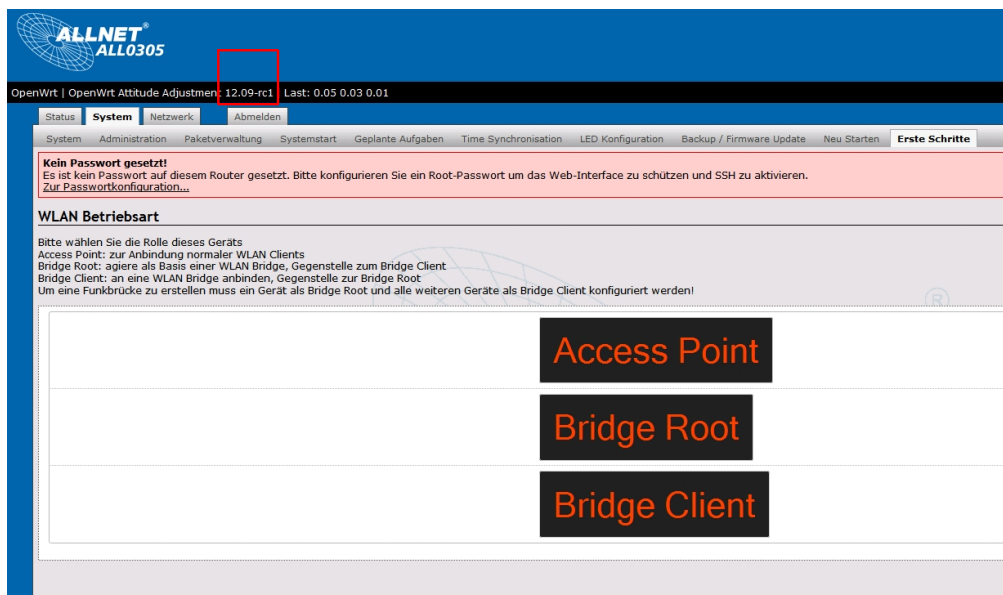 ALLNET®
ALL0305
OpenWrt | OpenWrt Attitude Adjustment 12.09-rc1 | Last: 0.05 0.03 0.01
Status System Netzwerk Abmelden
System Administration Paketverwaltung Systemstart Geplante Aufgaben Time Synchronisation LED Konfiguration Backup / Firmware Update Neu Starten Erste Schritte
Kein Passwort gesetzt!
Es ist kein Passwort auf diesem Router gesetzt. Bitte konfigurieren Sie ein Root-Passwort um das Web-Interface zu schützen und SSH zu aktivieren.
Zur Passwortkonfiguration...
WLAN Betriebsart
Bitte wählen Sie die Rolle dieses Geräts
Access Point: zur Anbindung normaler WLAN Clients
Bridge Root: agiere als Basis einer WLAN Bridge, Gegenstelle zum Bridge Client
Bridge Client: an eine WLAN Bridge anbinden, Gegenstelle zur Bridge Root
Um eine Funkbrücke zu erstellen muss ein Gerät als Bridge Root und alle weiteren Geräte als Bridge Client konfiguriert werden!
®
Access Point
Bridge Root
Bridge Client